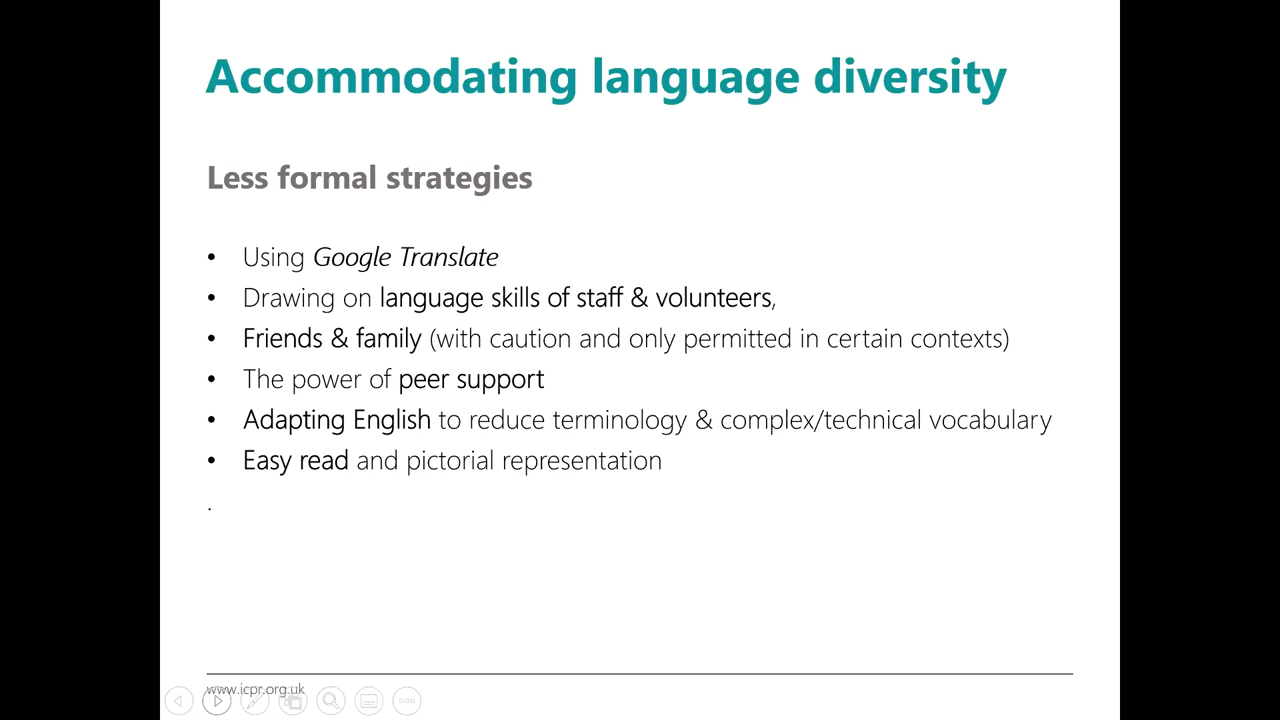 Accommodating language diversity
Less formal strategies
• Using Google Translate
• Drawing on language skills of staff & volunteers,
• Friends & family (with caution and only permitted in certain contexts)
• The power of peer support
• Adapting English to reduce terminology & complex/technical vocabulary
• Easy read and pictorial representation
.
www.icpr.org.uk